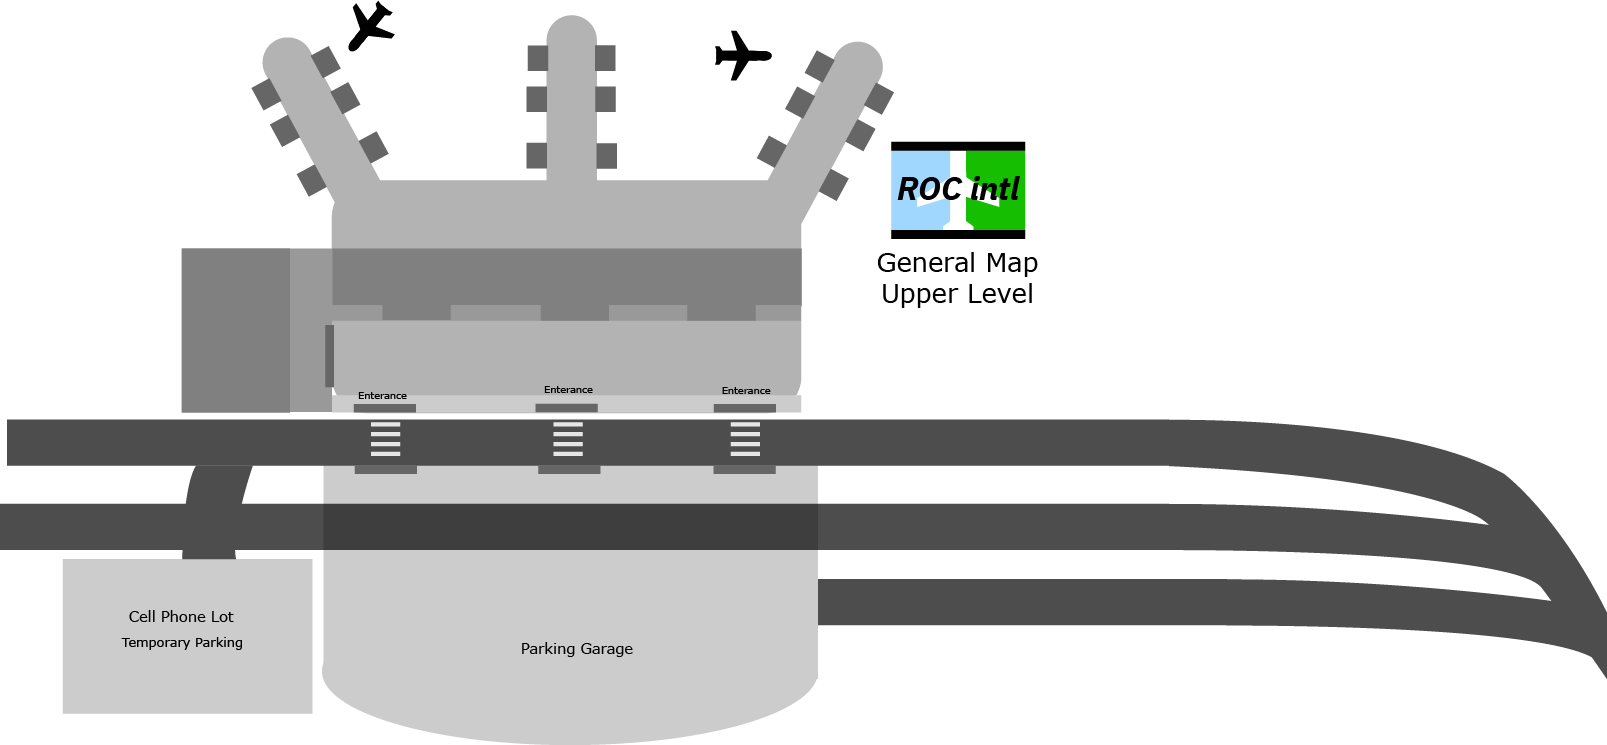 ROC intl
General Map
Upper Level
Enterance
Enterance
Enterance
Cell Phone Lot
Temporary Parking
Parking Garage